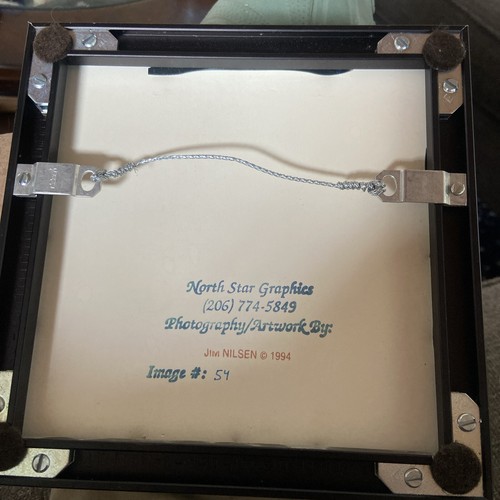 North Star Graphics
(206) 774-5849
Photography/Artwork By:
JIM NILSEN © 1994
Image #: 54